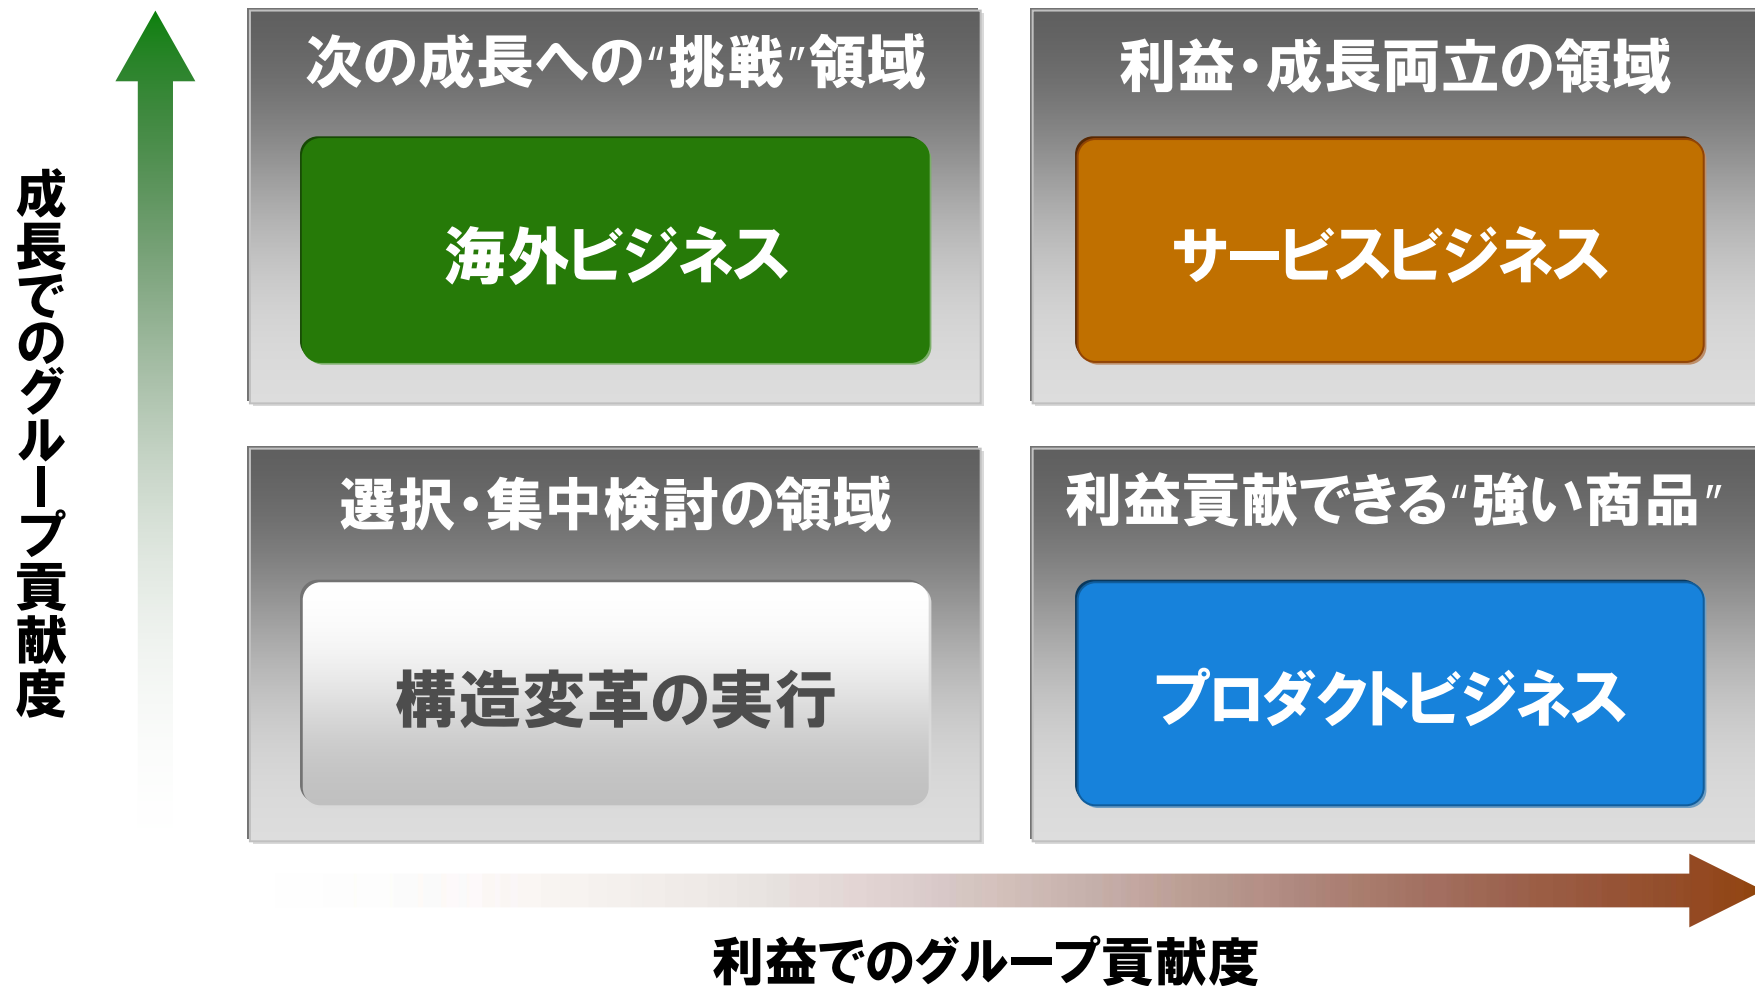 成長でのグループ貢献度
次の成長への“挑戦”領域
海外ビジネス
利益・成長両立の領域
サービスビジネス
選択・集中検討の領域
構造変革の実行
利益貢献できる“強い商品”
プロダクトビジネス
利益でのグループ貢献度